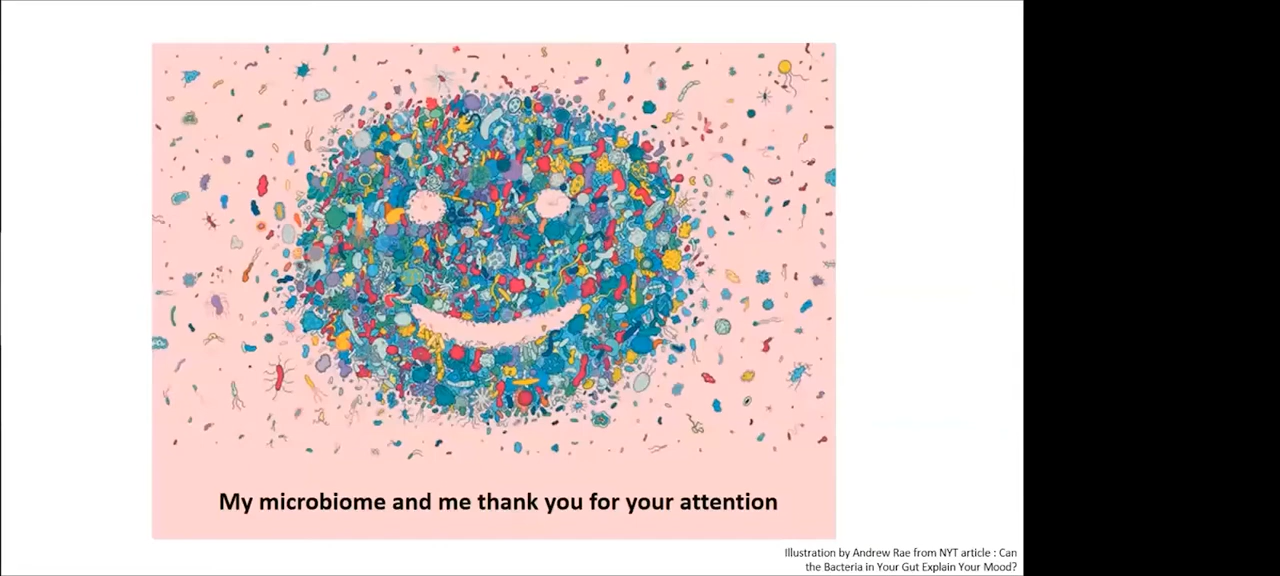 My microbiome and me thank you for your attention
Illustration by Andrew Rae from NYT article : Can
the Bacteria in Your Gut Explain Your Mood?